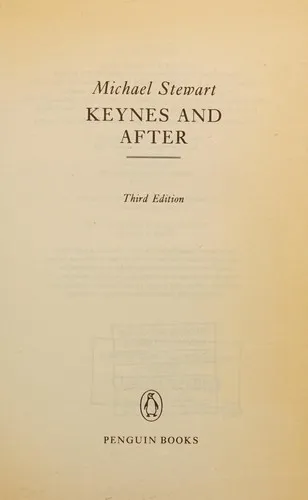 Michael Stewart
KEYNES AND
AFTER
Third Edition
PENGUIN BOOKS